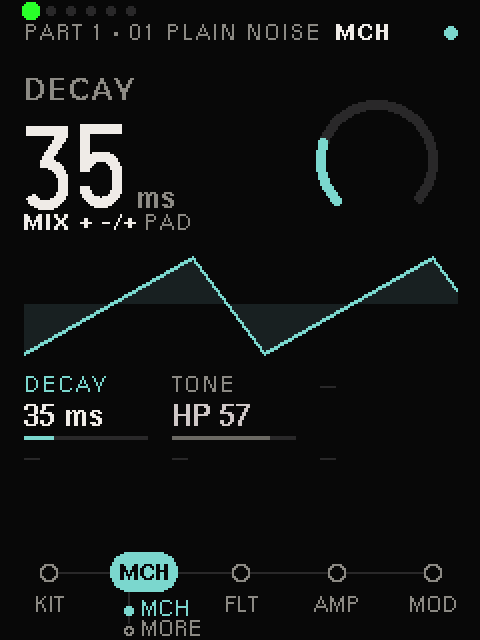 PART 1 · 01 PLAIN NOISE MCH
DECAY
35 ms
MIX + -/+ PAD
DECAY TONE —
35 ms HP 57
— — —
MCH
KIT MCH FLT AMP MOD
MORE